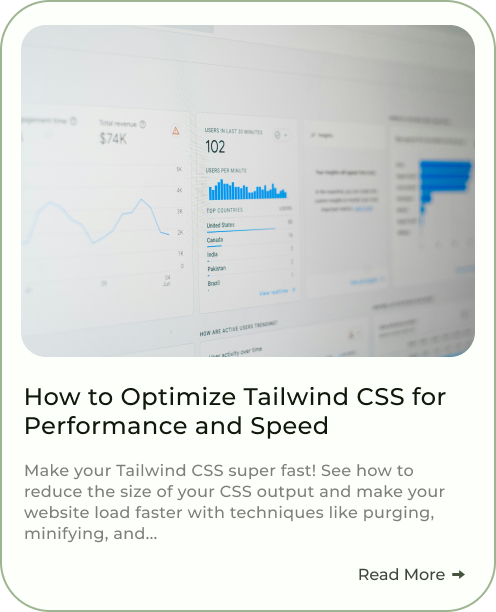 Total revenue
$74K
USERS IN LAST 30 MINUTES
102
USERS PER MINUTE
TOP COUNTRIES
United States
Canada
India
Pakistan
Brazil
HOW ARE ACTIVE USERS TRENDING?
User activity over time
How to Optimize Tailwind CSS for
Performance and Speed
Make your Tailwind CSS super fast! See how to
reduce the size of your CSS output and make your
website load faster with techniques like purging,
minifying, and...
Read More